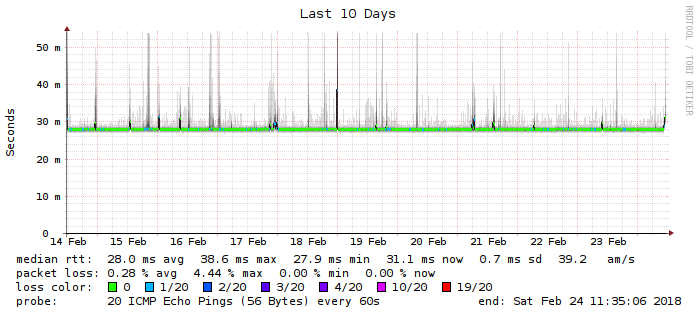 Last 10 Days
RRDTOOL / TOBI OETIKER
Seconds
50 m
40 m
30 m
20 m
10 m
0
14 Feb 15 Feb 16 Feb 17 Feb 18 Feb 19 Feb 20 Feb 21 Feb 22 Feb 23 Feb
median rtt: 28.0 ms avg 38.6 ms max 27.9 ms min 31.1 ms now 0.7 ms sd 39.2 am/s
packet loss: 0.28 % avg 4.44 % max 0.00 % min 0.00 % now
loss color: 0 1/20 2/20 3/20 4/20 10/20 19/20
probe: 20 ICMP Echo Pings (56 Bytes) every 60s end: Sat Feb 24 11:35:06 2018